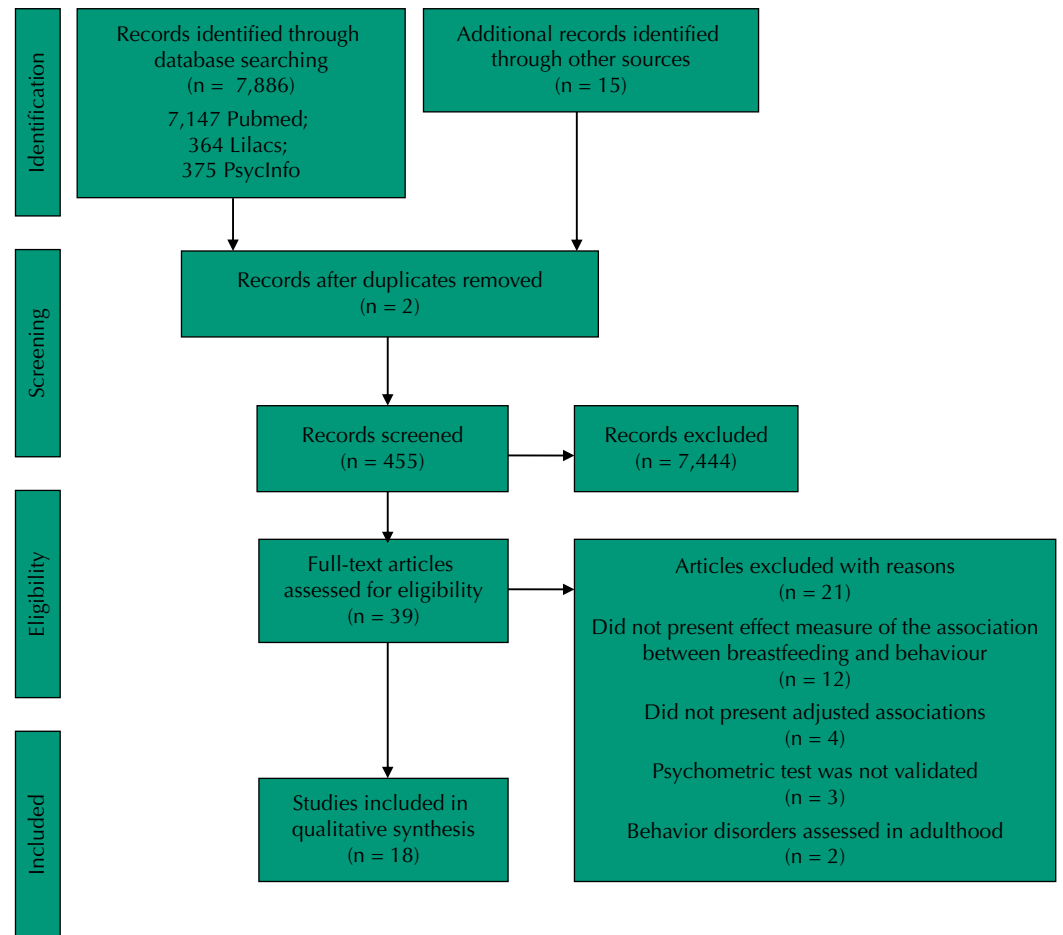 Identification
Records identified through
database searching
(n = 7,886)
7,147 Pubmed;
364 Lilacs;
375 PsycInfo
Additional records identified
through other sources
(n = 15)
Screening
Records after duplicates removed
(n = 2)
Records screened
(n = 455)
Records excluded
(n = 7,444)
Eligibility
Full-text articles
assessed for eligibility
(n = 39)
Articles excluded with reasons
(n = 21)
Did not present effect measure of the association
between breastfeeding and behaviour
(n = 12)
Did not present adjusted associations
(n = 4)
Psychometric test was not validated
(n = 3)
Behavior disorders assessed in adulthood
(n = 2)
Included
Studies included in
qualitative synthesis
(n = 18)